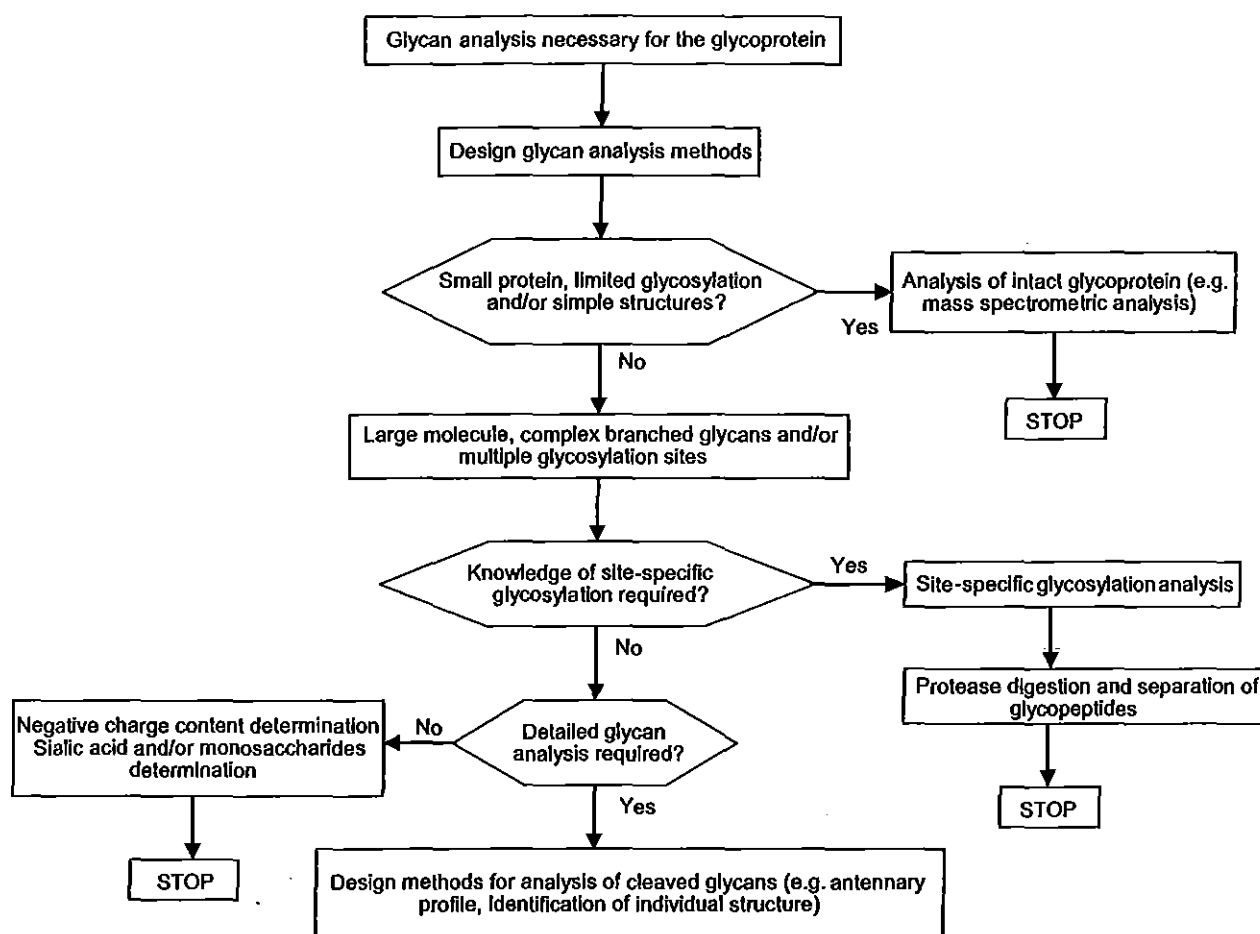 Glycan analysis necessary for the glycoprotein
Design glycan analysis methods
Small protein, limited glycosylation
and/or simple structures?
Yes
Analysis of intact glycoprotein (e.g.
mass spectrometric analysis)
STOP
No
Large molecule, complex branched glycans and/or
multiple glycosylation sites
Knowledge of site-specific
glycosylation required?
Yes
Site-specific glycosylation analysis
Protease digestion and separation of
glycopeptides
STOP
No
Detailed glycan
analysis required?
No
Negative charge content determination
Sialic acid and/or monosaccharides
determination
STOP
Yes
Design methods for analysis of cleaved glycans (e.g. antennary
profile, Identification of individual structure)